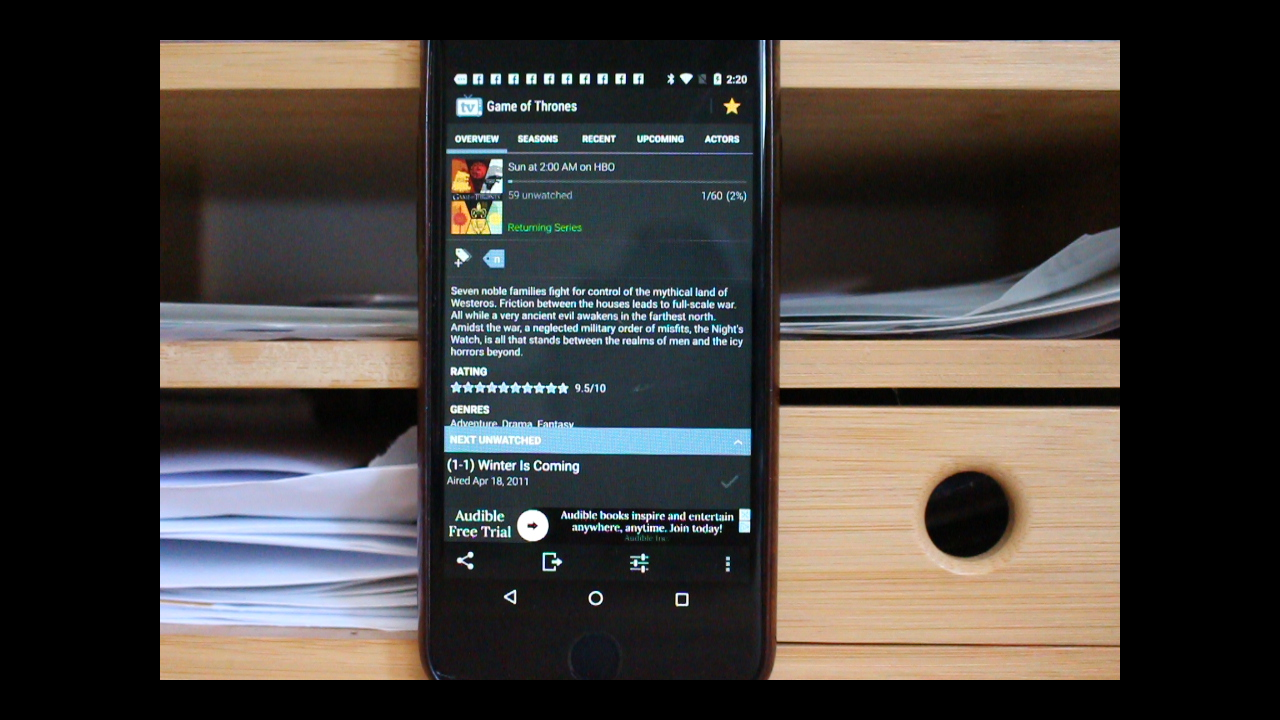 2:20
tv Game of Thrones
OVERVIEW SEASONS RECENT UPCOMING ACTORS
Sun at 2:00 AM on HBO
59 unwatched 1/60 (2%)
Returning Series
n
Seven noble families fight for control of the mythical land of
Westeros. Friction between the houses leads to full-scale war.
All while a very ancient evil awakens in the farthest north.
Amidst the war, a neglected military order of misfits, the Night's
Watch, is all that stands between the realms of men and the icy
horrors beyond.
RATING
9.5/10
GENRES
Adventure, Drama, Fantasy
NEXT UNWATCHED
(1-1) Winter Is Coming
Aired Apr 18, 2011
Audible
Free Trial
Audible books inspire and entertain
anywhere, anytime. Join today!
Audible Inc.